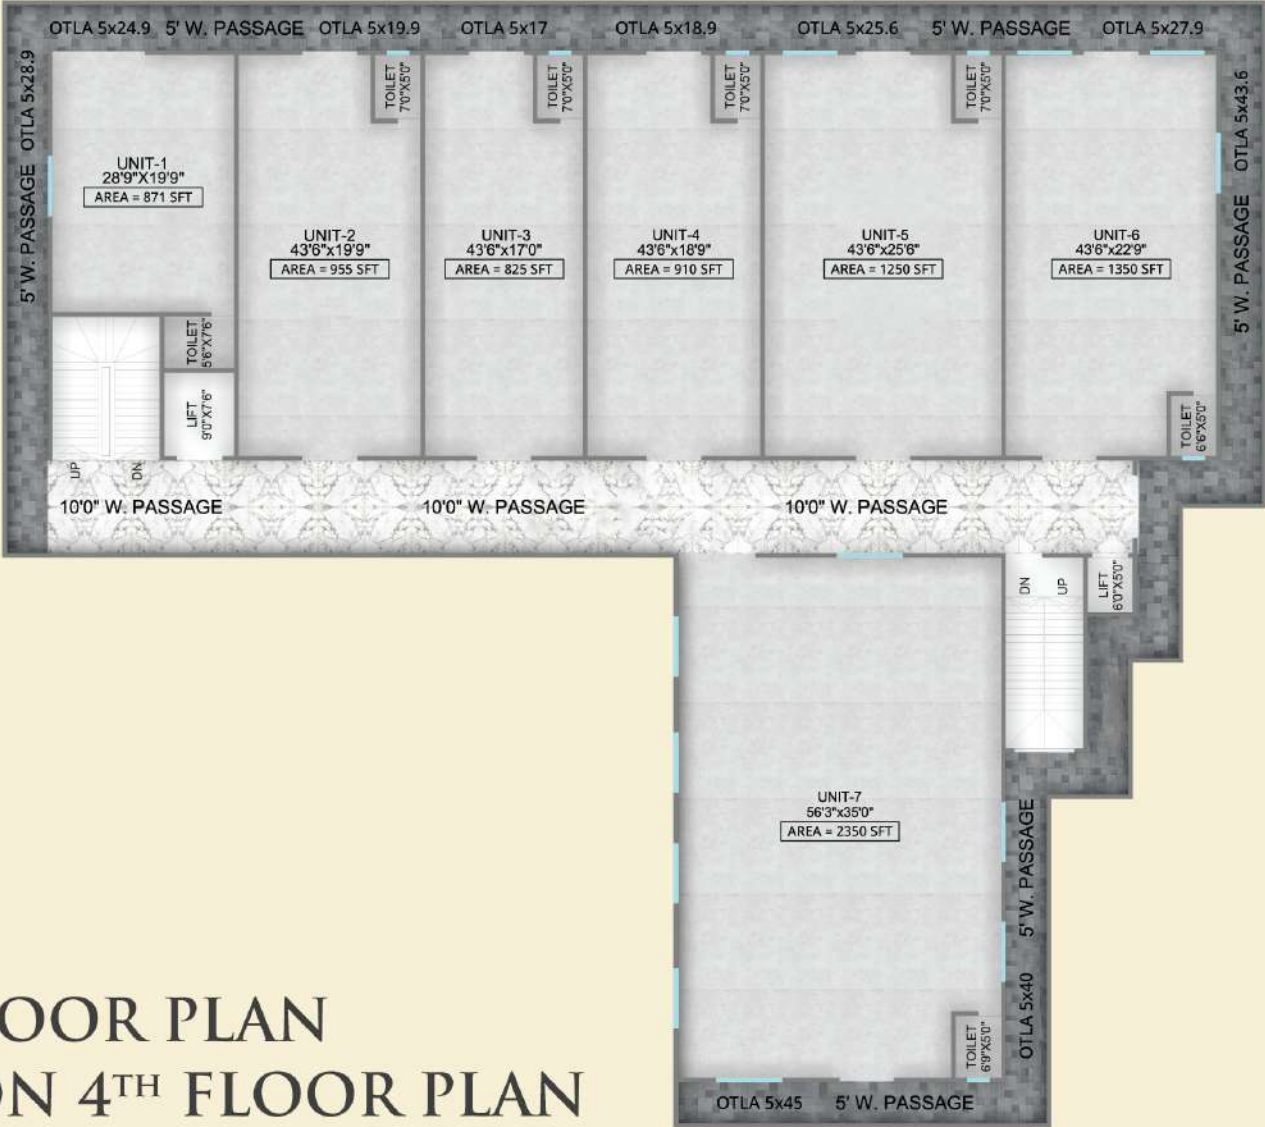 OTLA 5x24.9 5' W. PASSAGE OTLA 5x19.9 OTLA 5x17 OTLA 5x18.9 OTLA 5x25.6 5' W. PASSAGE OTLA 5x27.9
5' W. PASSAGE OTLA 5x28.9
TOILET
7'0"X5'0"
TOILET
7'0"X5'0"
TOILET
7'0"X5'0"
TOILET
7'0"X5'0"
5' W. PASSAGE OTLA 5x43.6
UNIT-1
28'9"X19'9"
AREA = 871 SFT
UNIT-2
43'6"x19'9"
AREA = 955 SFT
UNIT-3
43'6"x17'0"
AREA = 825 SFT
UNIT-4
43'6"x18'9"
AREA = 910 SFT
UNIT-5
43'6"x25'6"
AREA = 1250 SFT
UNIT-6
43'6"x22'9"
AREA = 1350 SFT
TOILET
5'6"X7'6"
LIFT
9'0"X7'6"
TOILET
6'6"X5'0"
UP
DN
10'0" W. PASSAGE 10'0" W. PASSAGE 10'0" W. PASSAGE
DN
UP
LIFT
6'0"X5'0"
UNIT-7
56'3"x35'0"
AREA = 2350 SFT
OTLA 5x40 5' W. PASSAGE
TOILET
6'9"X5'0"
OTLA 5x45 5' W. PASSAGE
OOR PLAN
ON 4TH FLOOR PLAN